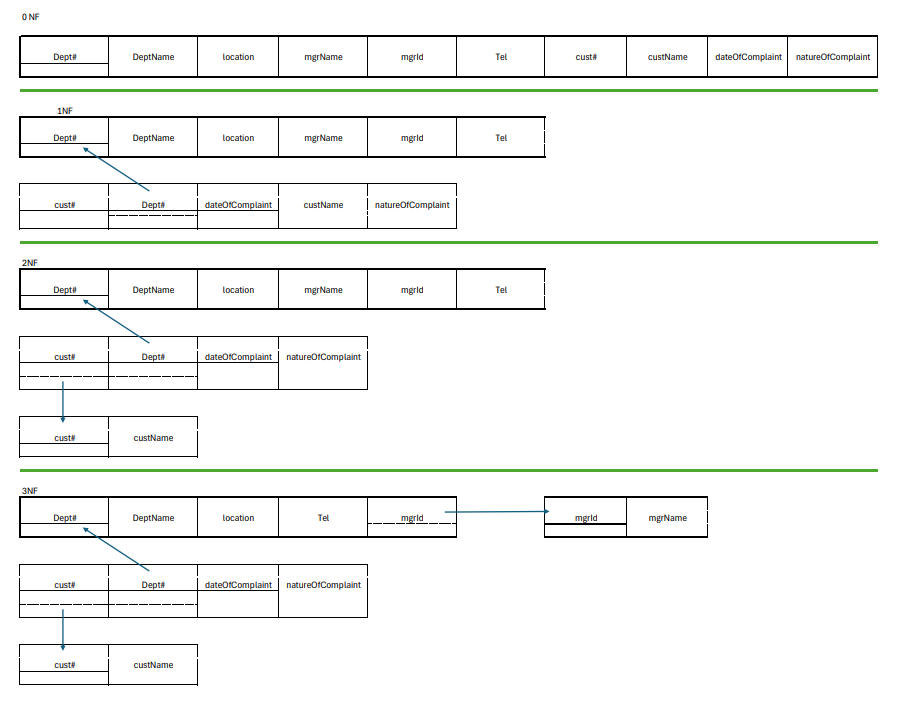 0 NF
Dept# DeptName location mgrName mgrId Tel cust# custName dateOfComplaint natureOfComplaint
1NF
Dept# DeptName location mgrName mgrId Tel
cust# Dept# dateOfComplaint custName natureOfComplaint
2NF
Dept# DeptName location mgrName mgrId Tel
cust# Dept# dateOfComplaint natureOfComplaint
cust# custName
3NF
Dept# DeptName location Tel mgrId mgrId mgrName
cust# Dept# dateOfComplaint natureOfComplaint
cust# custName